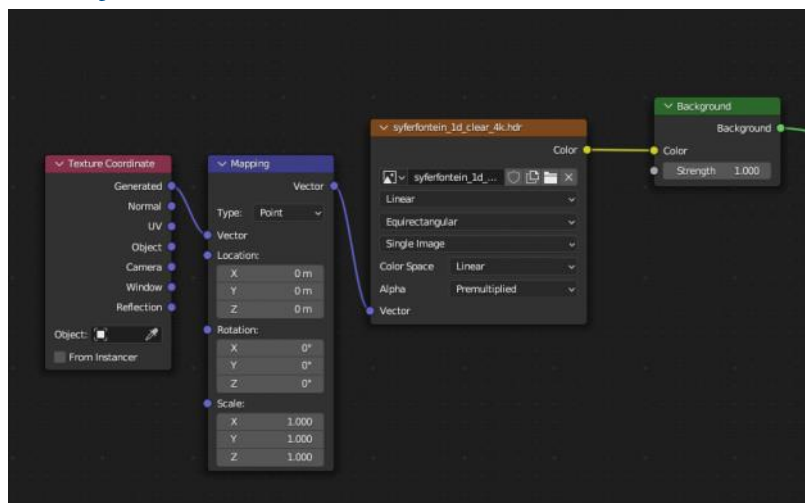 Texture Coordinate
Generated
Normal
UV
Object
Camera
Window
Reflection
Object:
From Instancer
Mapping
Vector
Type: Point
Vector
Location:
X 0 m
Y 0 m
Z 0 m
Rotation:
X 0°
Y 0°
Z 0°
Scale:
X 1.000
Y 1.000
Z 1.000
syferfontein_1d_clear_4k.hdr
Color
syferfontein_1d_...
Linear
Equirectangular
Single Image
Color Space Linear
Alpha Premultiplied
Vector
Background
Background
Color
Strength 1.000